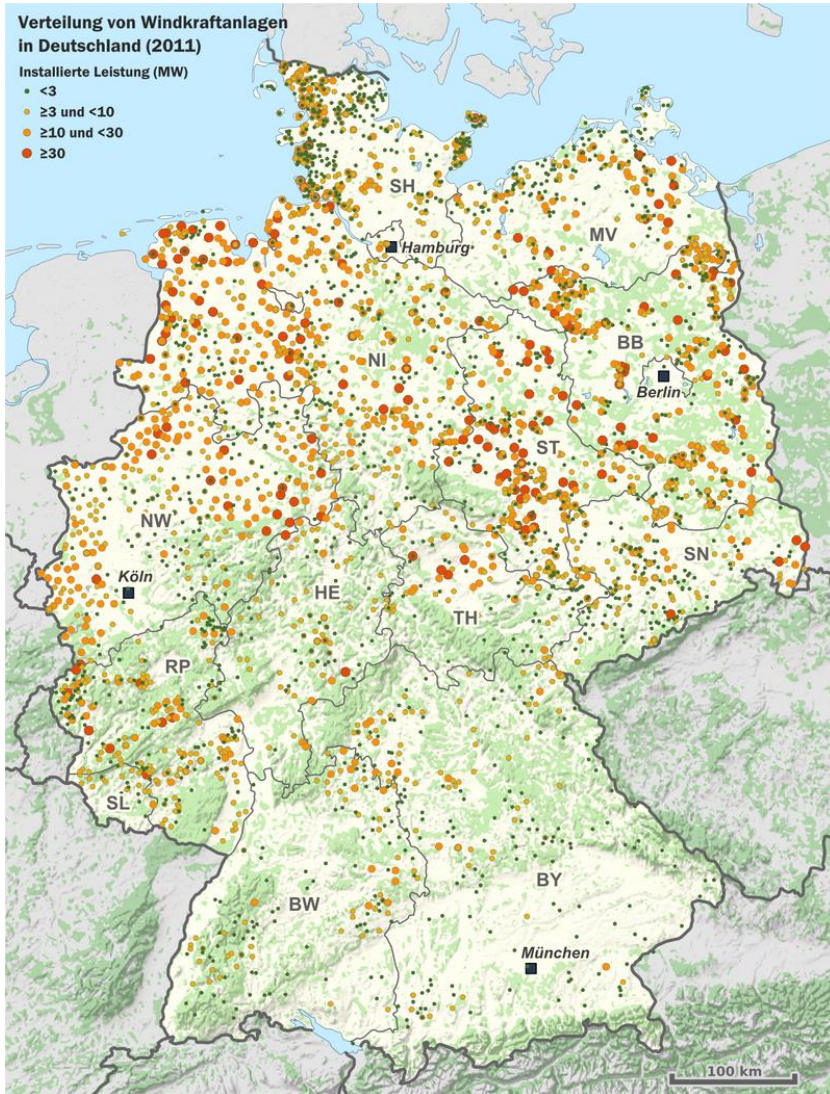 Verteilung von Windkraftanlagen
in Deutschland (2011)
Installierte Leistung (MW)
<3
≥3 und <10
≥10 und <30
≥30
SH
Hamburg
MV
NI
BB
Berlin
ST
NW
Köln
SN
HE
TH
RP
SL
BW
BY
München
100 km